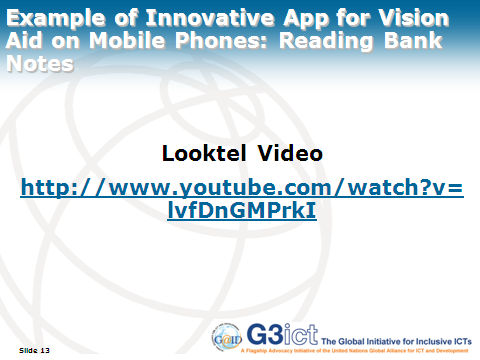 Example of Innovative App for Vision
Aid on Mobile Phones: Reading Bank
Notes
Looktel Video
http://www.youtube.com/watch?v=
lvfDnGMPrkI
Slide 13
G@ID
G3ict The Global Initiative for Inclusive ICTs
A Flagship Advocacy Initiative of the United Nations Global Alliance for ICT and Development